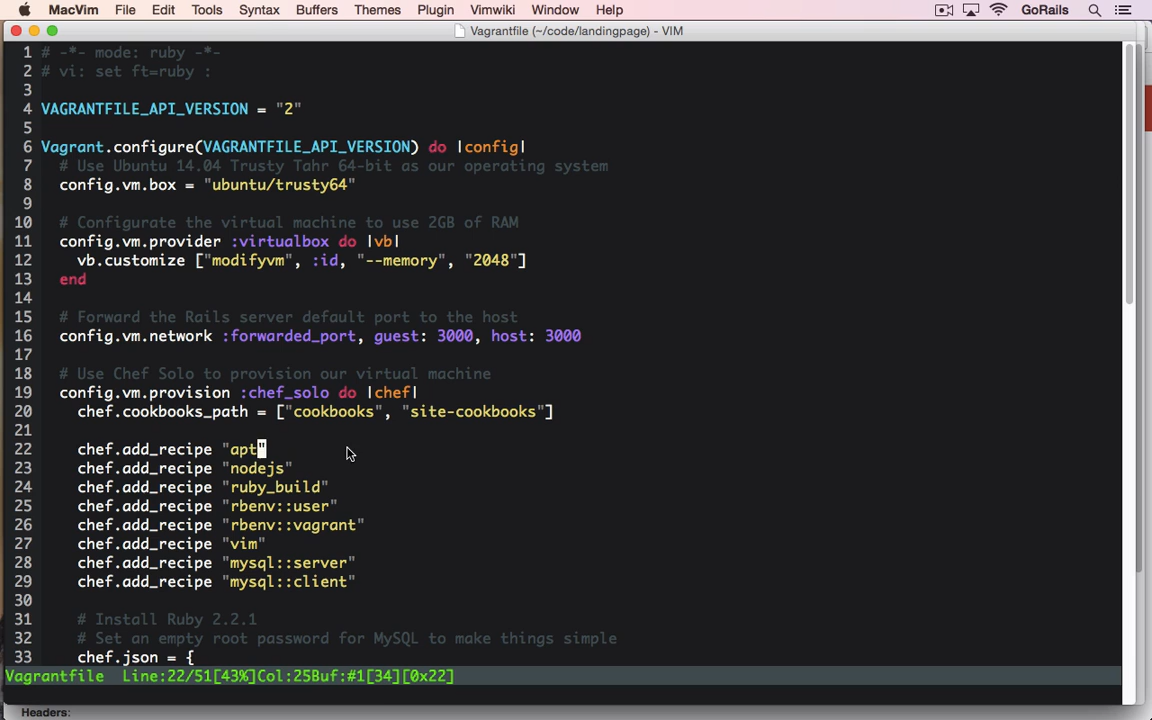 MacVim File Edit Tools Syntax Buffers Themes Plugin Vimwiki Window Help GoRails
Vagrantfile (~/code/landingpage) - VIM
1 # -*- mode: ruby -*-
2 # vi: set ft=ruby :
3
4 VAGRANTFILE_API_VERSION = "2"
5
6 Vagrant.configure(VAGRANTFILE_API_VERSION) do |config|
7   # Use Ubuntu 14.04 Trusty Tahr 64-bit as our operating system
8   config.vm.box = "ubuntu/trusty64"
9
10   # Configurate the virtual machine to use 2GB of RAM
11   config.vm.provider :virtualbox do |vb|
12     vb.customize ["modifyvm", :id, "--memory", "2048"]
13   end
14
15   # Forward the Rails server default port to the host
16   config.vm.network :forwarded_port, guest: 3000, host: 3000
17
18   # Use Chef Solo to provision our virtual machine
19   config.vm.provision :chef_solo do |chef|
20     chef.cookbooks_path = ["cookbooks", "site-cookbooks"]
21
22     chef.add_recipe "apt"
23     chef.add_recipe "nodejs"
24     chef.add_recipe "ruby_build"
25     chef.add_recipe "rbenv::user"
26     chef.add_recipe "rbenv::vagrant"
27     chef.add_recipe "vim"
28     chef.add_recipe "mysql::server"
29     chef.add_recipe "mysql::client"
30
31     # Install Ruby 2.2.1
32     # Set an empty root password for MySQL to make things simple
33     chef.json = {
Vagrantfile  Line:22/51[43%]Col:25Buf:#1[34][0x22]
Headers: